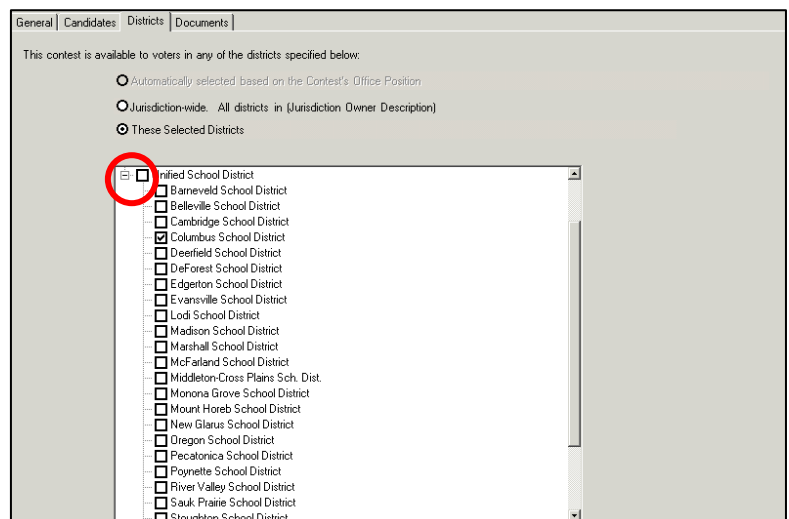 General Candidates Districts Documents
This contest is available to voters in any of the districts specified below:
Automatically selected based on the Contest's Office Position
Jurisdiction-wide. All districts in (Jurisdiction Owner Description)
These Selected Districts
Unified School District
Barneveld School District
Belleville School District
Cambridge School District
Columbus School District
Deerfield School District
DeForest School District
Edgerton School District
Evansville School District
Lodi School District
Madison School District
Marshall School District
McFarland School District
Middleton-Cross Plains Sch. Dist.
Monona Grove School District
Mount Horeb School District
New Glarus School District
Oregon School District
Pecatonica School District
Poynette School District
River Valley School District
Sauk Prairie School District
Stoughton School District